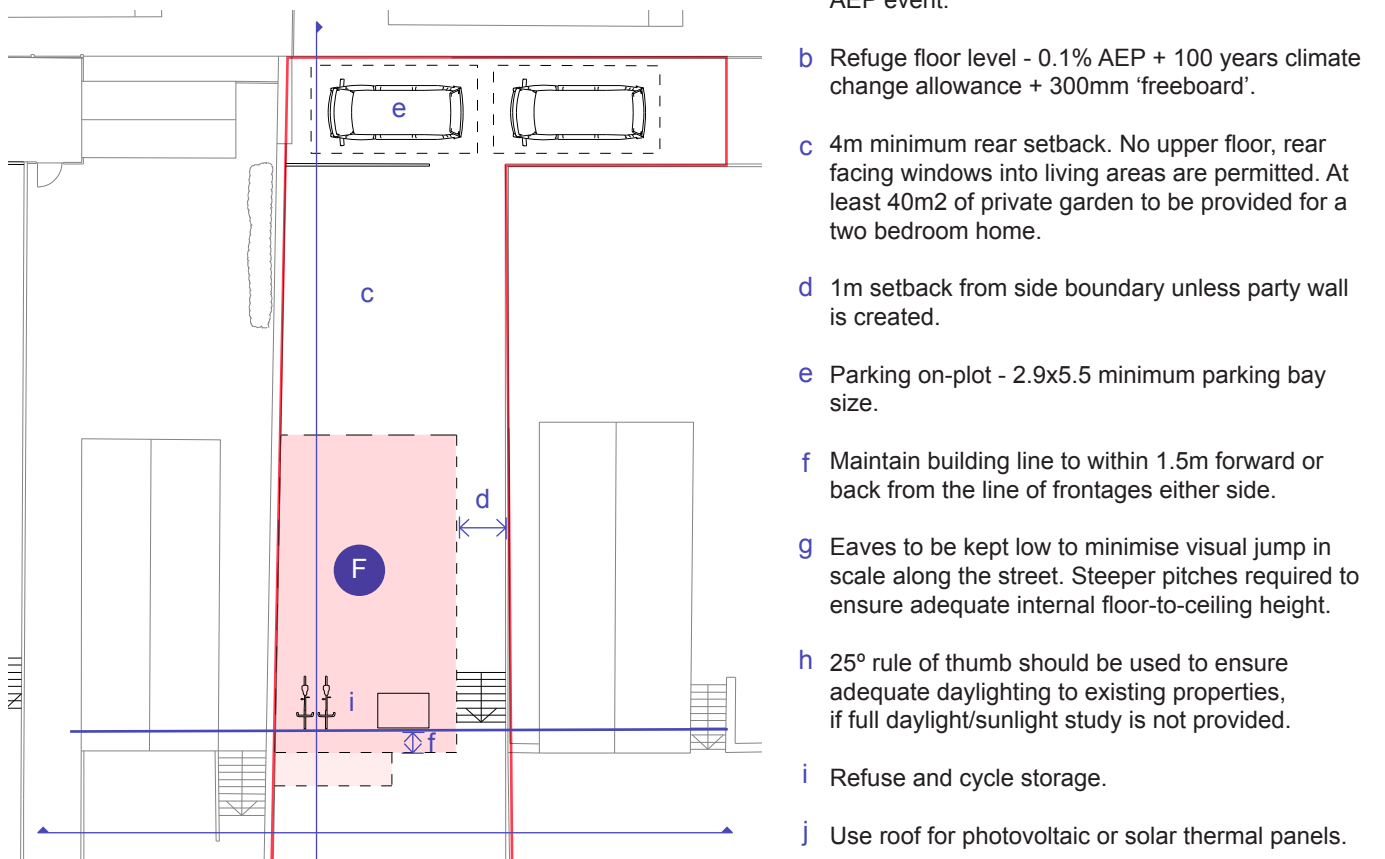 AEP event.
b Refuge floor level - 0.1% AEP + 100 years climate
change allowance + 300mm ‘freeboard’.
c 4m minimum rear setback. No upper floor, rear
facing windows into living areas are permitted. At
least 40m2 of private garden to be provided for a
two bedroom home.
d 1m setback from side boundary unless party wall
is created.
e Parking on-plot - 2.9x5.5 minimum parking bay
size.
f Maintain building line to within 1.5m forward or
back from the line of frontages either side.
g Eaves to be kept low to minimise visual jump in
scale along the street. Steeper pitches required to
ensure adequate internal floor-to-ceiling height.
h 25º rule of thumb should be used to ensure
adequate daylighting to existing properties,
if full daylight/sunlight study is not provided.
i Refuse and cycle storage.
j Use roof for photovoltaic or solar thermal panels.
e
c
d
F
i
f